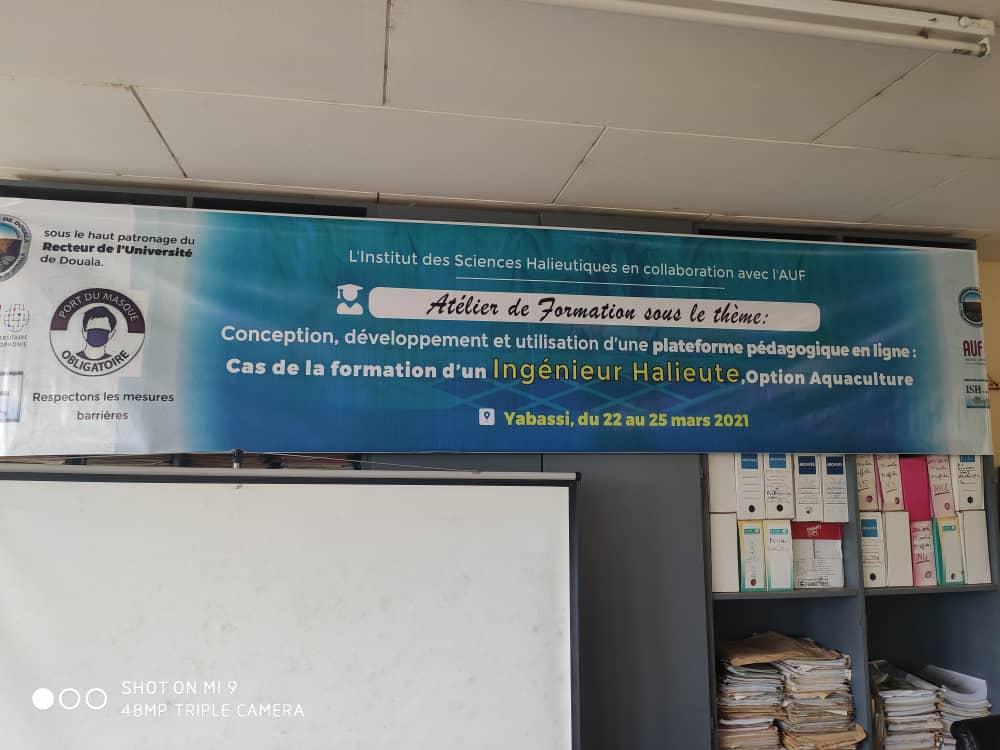 sous le haut patronage du
Recteur de l'Université
de Douala.
PORT DU MASQUE
OBLIGATOIRE
Respectons les mesures
barrières
L'Institut des Sciences Halieutiques en collaboration avec l'AUF
Atélier de Formation sous le thème:
Conception, développement et utilisation d'une plateforme pédagogique en ligne :
Cas de la formation d'un Ingénieur Halieute,Option Aquaculture
Yabassi, du 22 au 25 mars 2021
AUF
ISH
SHOT ON MI 9
48MP TRIPLE CAMERA